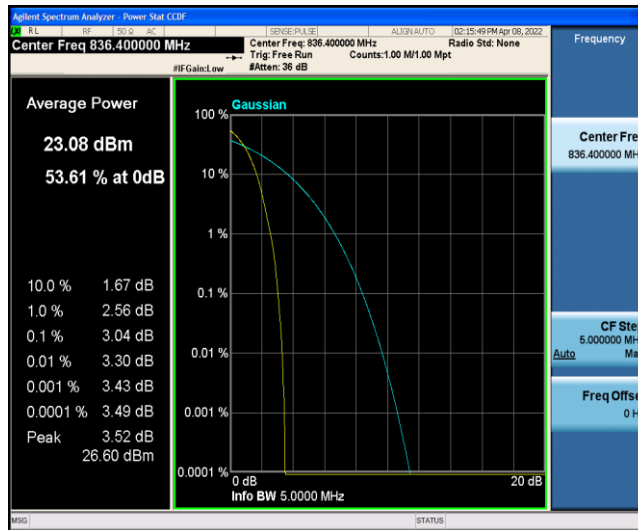 Agilent Spectrum Analyzer - Power Stat CCDF
RL RF 50 Ω AC SENSE:PULSE ALIGN AUTO 02:15:49 PM Apr 08, 2022
Center Freq 836.400000 MHz
Center Freq: 836.400000 MHz Radio Std: None
Trig: Free Run Counts:1.00 M/1.00 Mpt
#IFGain:Low #Atten: 36 dB
Frequency
Average Power
23.08 dBm
53.61 % at 0dB
10.0 % 1.67 dB
1.0 % 2.56 dB
0.1 % 3.04 dB
0.01 % 3.30 dB
0.001 % 3.43 dB
0.0001 % 3.49 dB
Peak 3.52 dB
26.60 dBm
Gaussian
100 %
10 %
1 %
0.1 %
0.01 %
0.001 %
0.0001 %
0 dB 20 dB
Info BW 5.0000 MHz
Center Fre
836.400000 MH
CF Ste
5.000000 MH
Auto Ma
Freq Offse
0 H
MSG STATUS